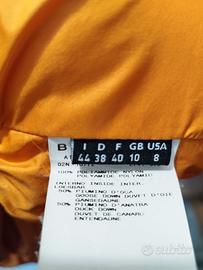 B I D F GB USA
44 38 40 10 8
100% POLIAMMIDE NYLON
POLYAMIDE POLYAMID
INTERNO INSIDE INTER.
50% PIUMINO D'OCA
GOOSE DOWN DUVET D'OIE
GANSEDAUNE
50% PIUMINO D'ANATRA
DUCK DOWN
DUVET DE CANARD
ENTENDAUNE
subito